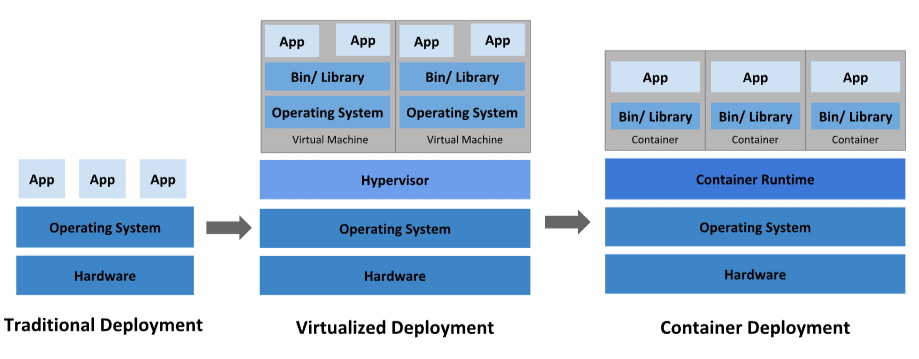 App
App
App
Operating System
Hardware
Traditional Deployment
App
App
App
App
Bin/ Library
Bin/ Library
Operating System
Operating System
Virtual Machine
Virtual Machine
Hypervisor
Operating System
Hardware
Virtualized Deployment
App
App
App
Bin/ Library
Bin/ Library
Bin/ Library
Container
Container
Container
Container Runtime
Operating System
Hardware
Container Deployment